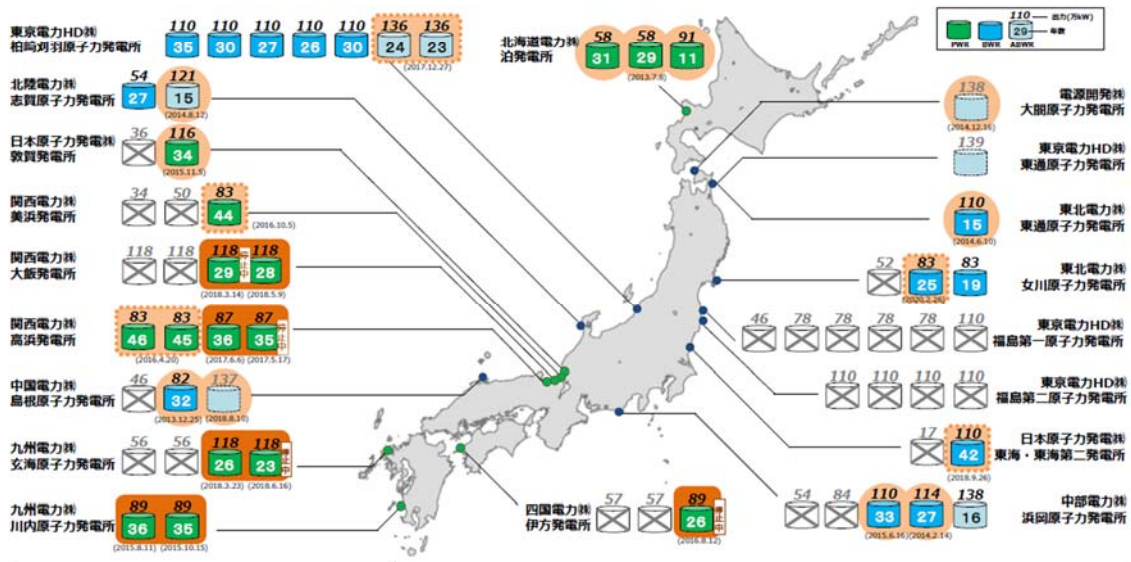 東京電力HD㈱
柏崎刈羽原子力発電所
110 110 110 110 110 136 136
35 30 27 26 30 24 23
(2017.12.27)
北陸電力㈱
志賀原子力発電所
54 121
27 15
(2014.8.12)
日本原子力発電㈱
敦賀発電所
36 116
34
(2015.11.5)
関西電力㈱
美浜発電所
34 50 83
44
(2016.10.5)
関西電力㈱
大飯発電所
118 118 118 118
29 28
停止中
(2018.3.14) (2018.5.9)
関西電力㈱
高浜発電所
83 83 87 87
46 45 36 35
停止中
(2016.4.20) (2017.6.6) (2017.5.17)
中国電力㈱
島根原子力発電所
46 82 137
32
(2013.12.25) (2018.8.10)
九州電力㈱
玄海原子力発電所
56 56 118 118
26 23
停止中
(2018.3.23) (2018.6.16)
九州電力㈱
川内原子力発電所
89 89
36 35
(2015.8.11) (2015.10.15)
北海道電力㈱
泊発電所
58 58 91
31 29 11
(2013.7.8)
四国電力㈱
伊方発電所
57 57 89
26
停止中
(2016.8.12)
110 出力(万kW)
29 年数
PWR BWR ABWR
138
(2014.12.16)
電源開発㈱
大間原子力発電所
139
東京電力HD㈱
東通原子力発電所
110
15
(2014.6.10)
東北電力㈱
東通原子力発電所
52 83 83
25 19
(2020.2.26)
東北電力㈱
女川原子力発電所
46 78 78 78 78 110
東京電力HD㈱
福島第一原子力発電所
110 110 110 110
東京電力HD㈱
福島第二原子力発電所
17 110
42
(2018.9.26)
日本原子力発電㈱
東海・東海第二発電所
54 84 110 114 138
33 27 16
(2015.6.16) (2014.2.14)
中部電力㈱
浜岡原子力発電所